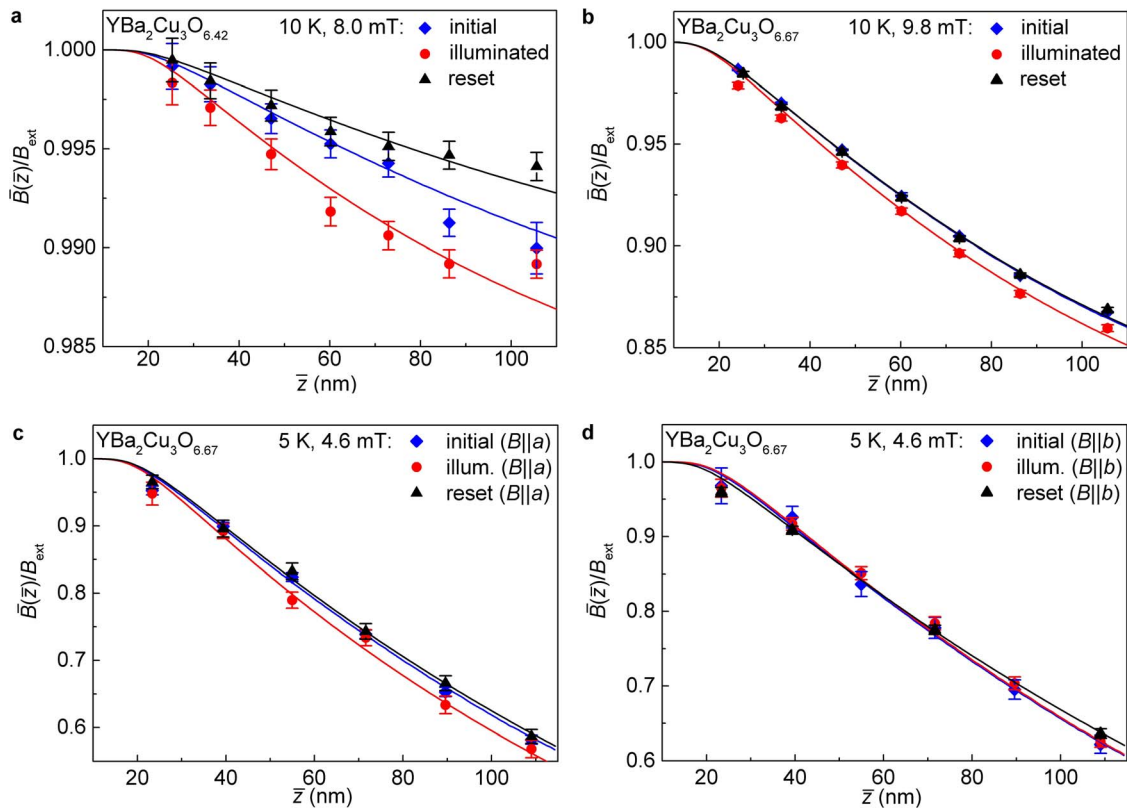 a
YBa₂Cu₃O₆.₄₂ 10 K, 8.0 mT: initial
illuminated
reset
1.000
0.995
0.990
0.985
B̄(z̄)/B_ext
20 40 60 80 100
z̄ (nm)
b
YBa₂Cu₃O₆.₆₇ 10 K, 9.8 mT: initial
illuminated
reset
1.00
0.95
0.90
0.85
B̄(z̄)/B_ext
20 40 60 80 100
z̄ (nm)
c
YBa₂Cu₃O₆.₆₇ 5 K, 4.6 mT: initial (B||a)
illum. (B||a)
reset (B||a)
1.0
0.9
0.8
0.7
0.6
B̄(z̄)/B_ext
20 40 60 80 100
z̄ (nm)
d
YBa₂Cu₃O₆.₆₇ 5 K, 4.6 mT: initial (B||b)
illum. (B||b)
reset (B||b)
1.0
0.9
0.8
0.7
0.6
B̄(z̄)/B_ext
20 40 60 80 100
z̄ (nm)